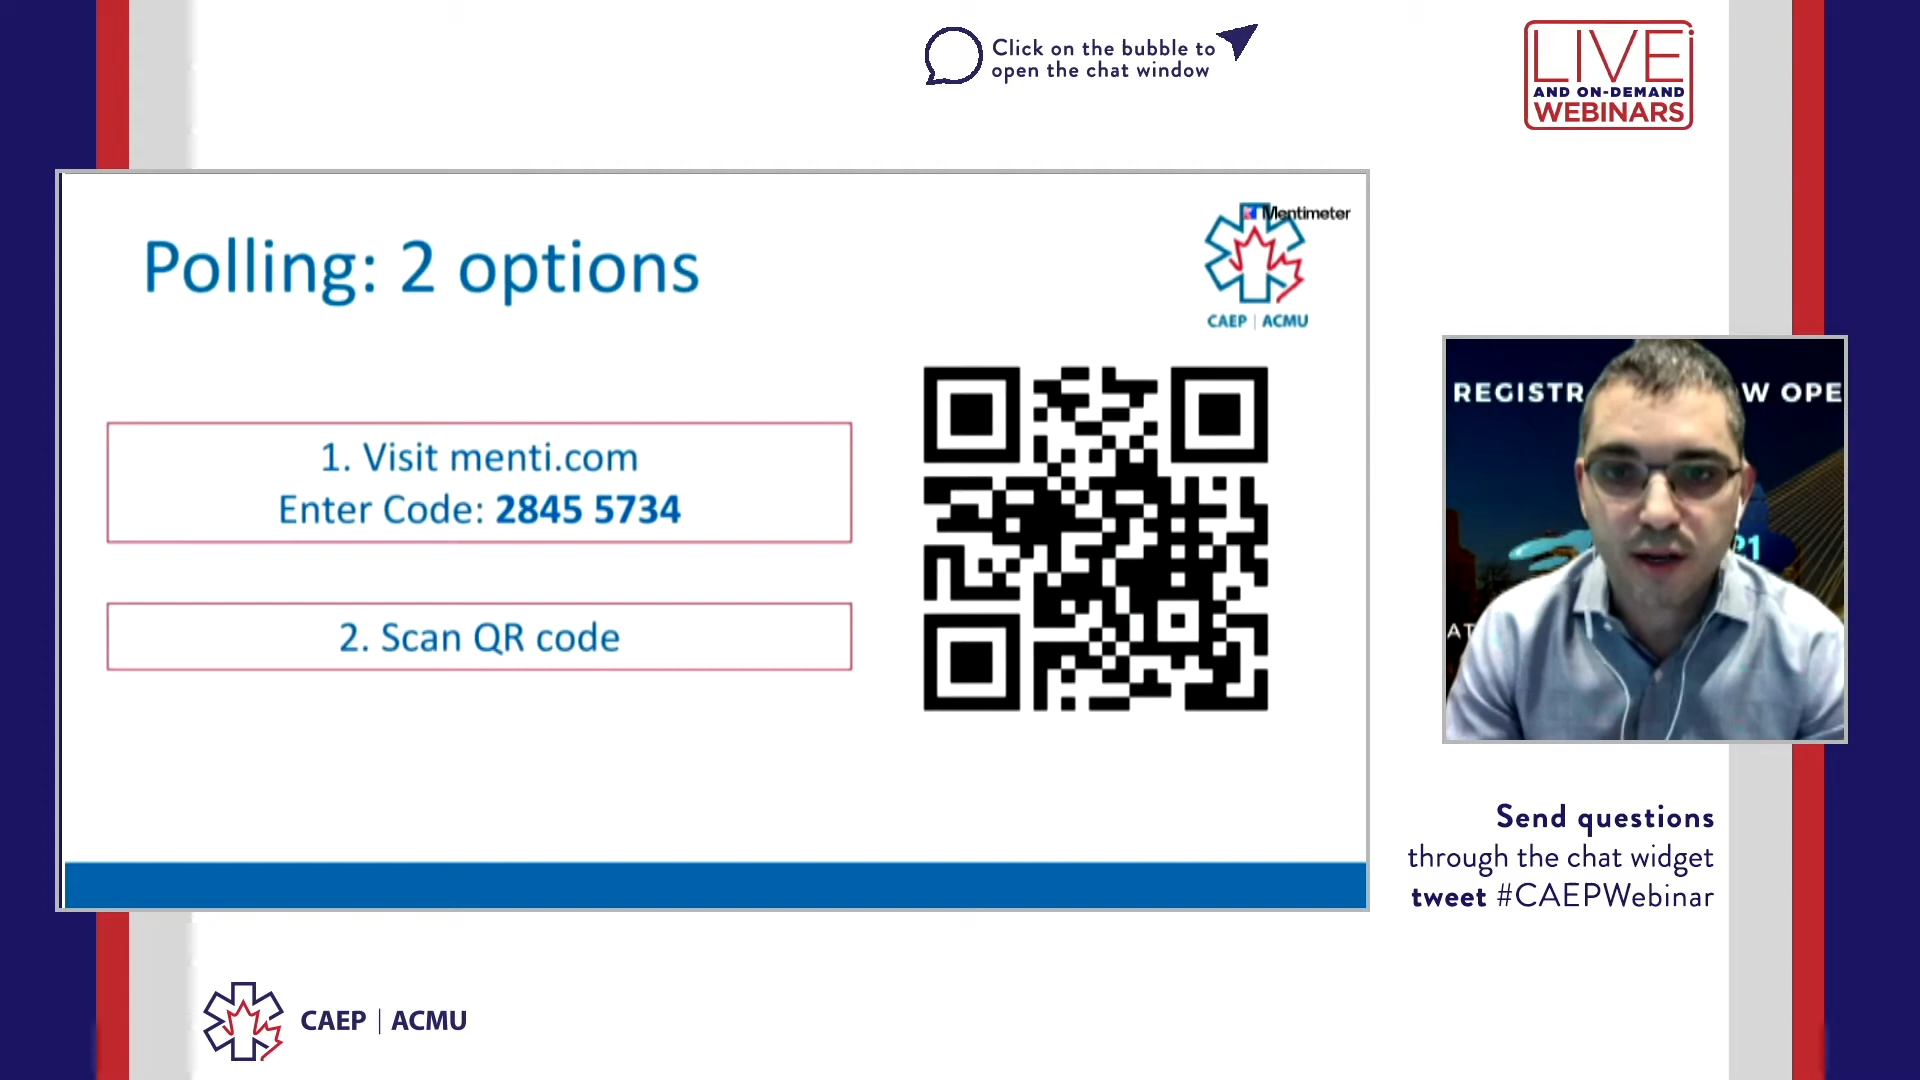 Click on the bubble to
open the chat window
LIVE
AND ON-DEMAND
WEBINARS
Mentimeter
CAEP | ACMU
Polling: 2 options
1. Visit menti.com
Enter Code: 2845 5734
2. Scan QR code
REGISTR W OPE
21
AT
Send questions
through the chat widget
tweet #CAEPWebinar
CAEP | ACMU